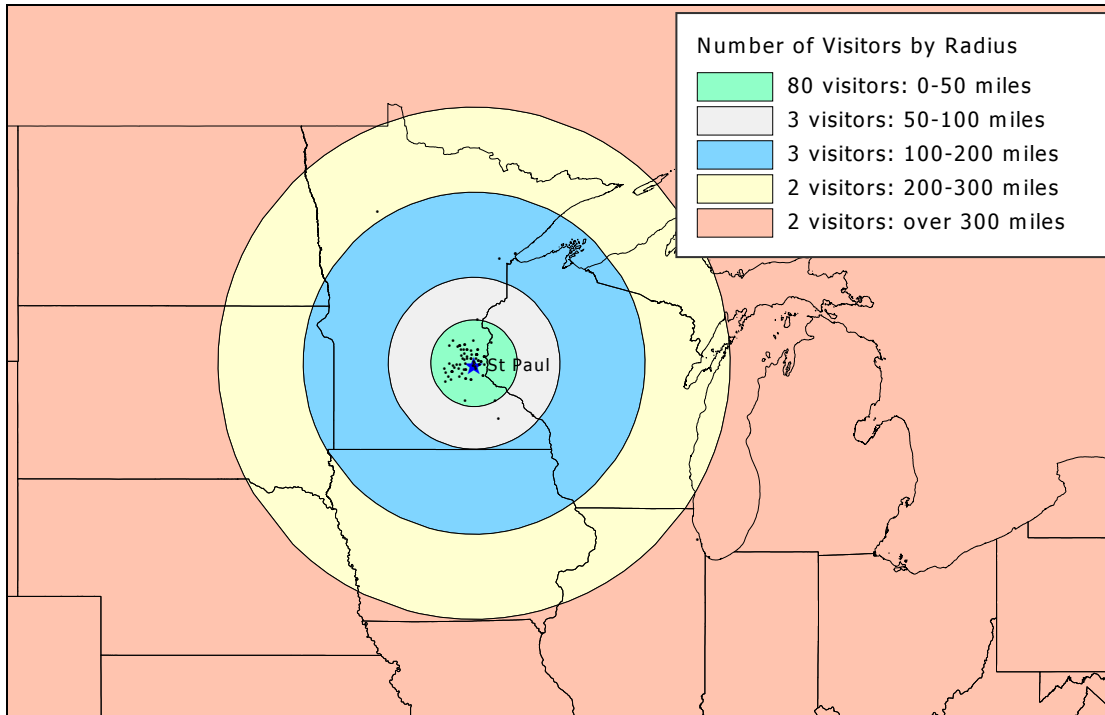 Number of Visitors by Radius
80 visitors: 0-50 miles
3 visitors: 50-100 miles
3 visitors: 100-200 miles
2 visitors: 200-300 miles
2 visitors: over 300 miles
St Paul